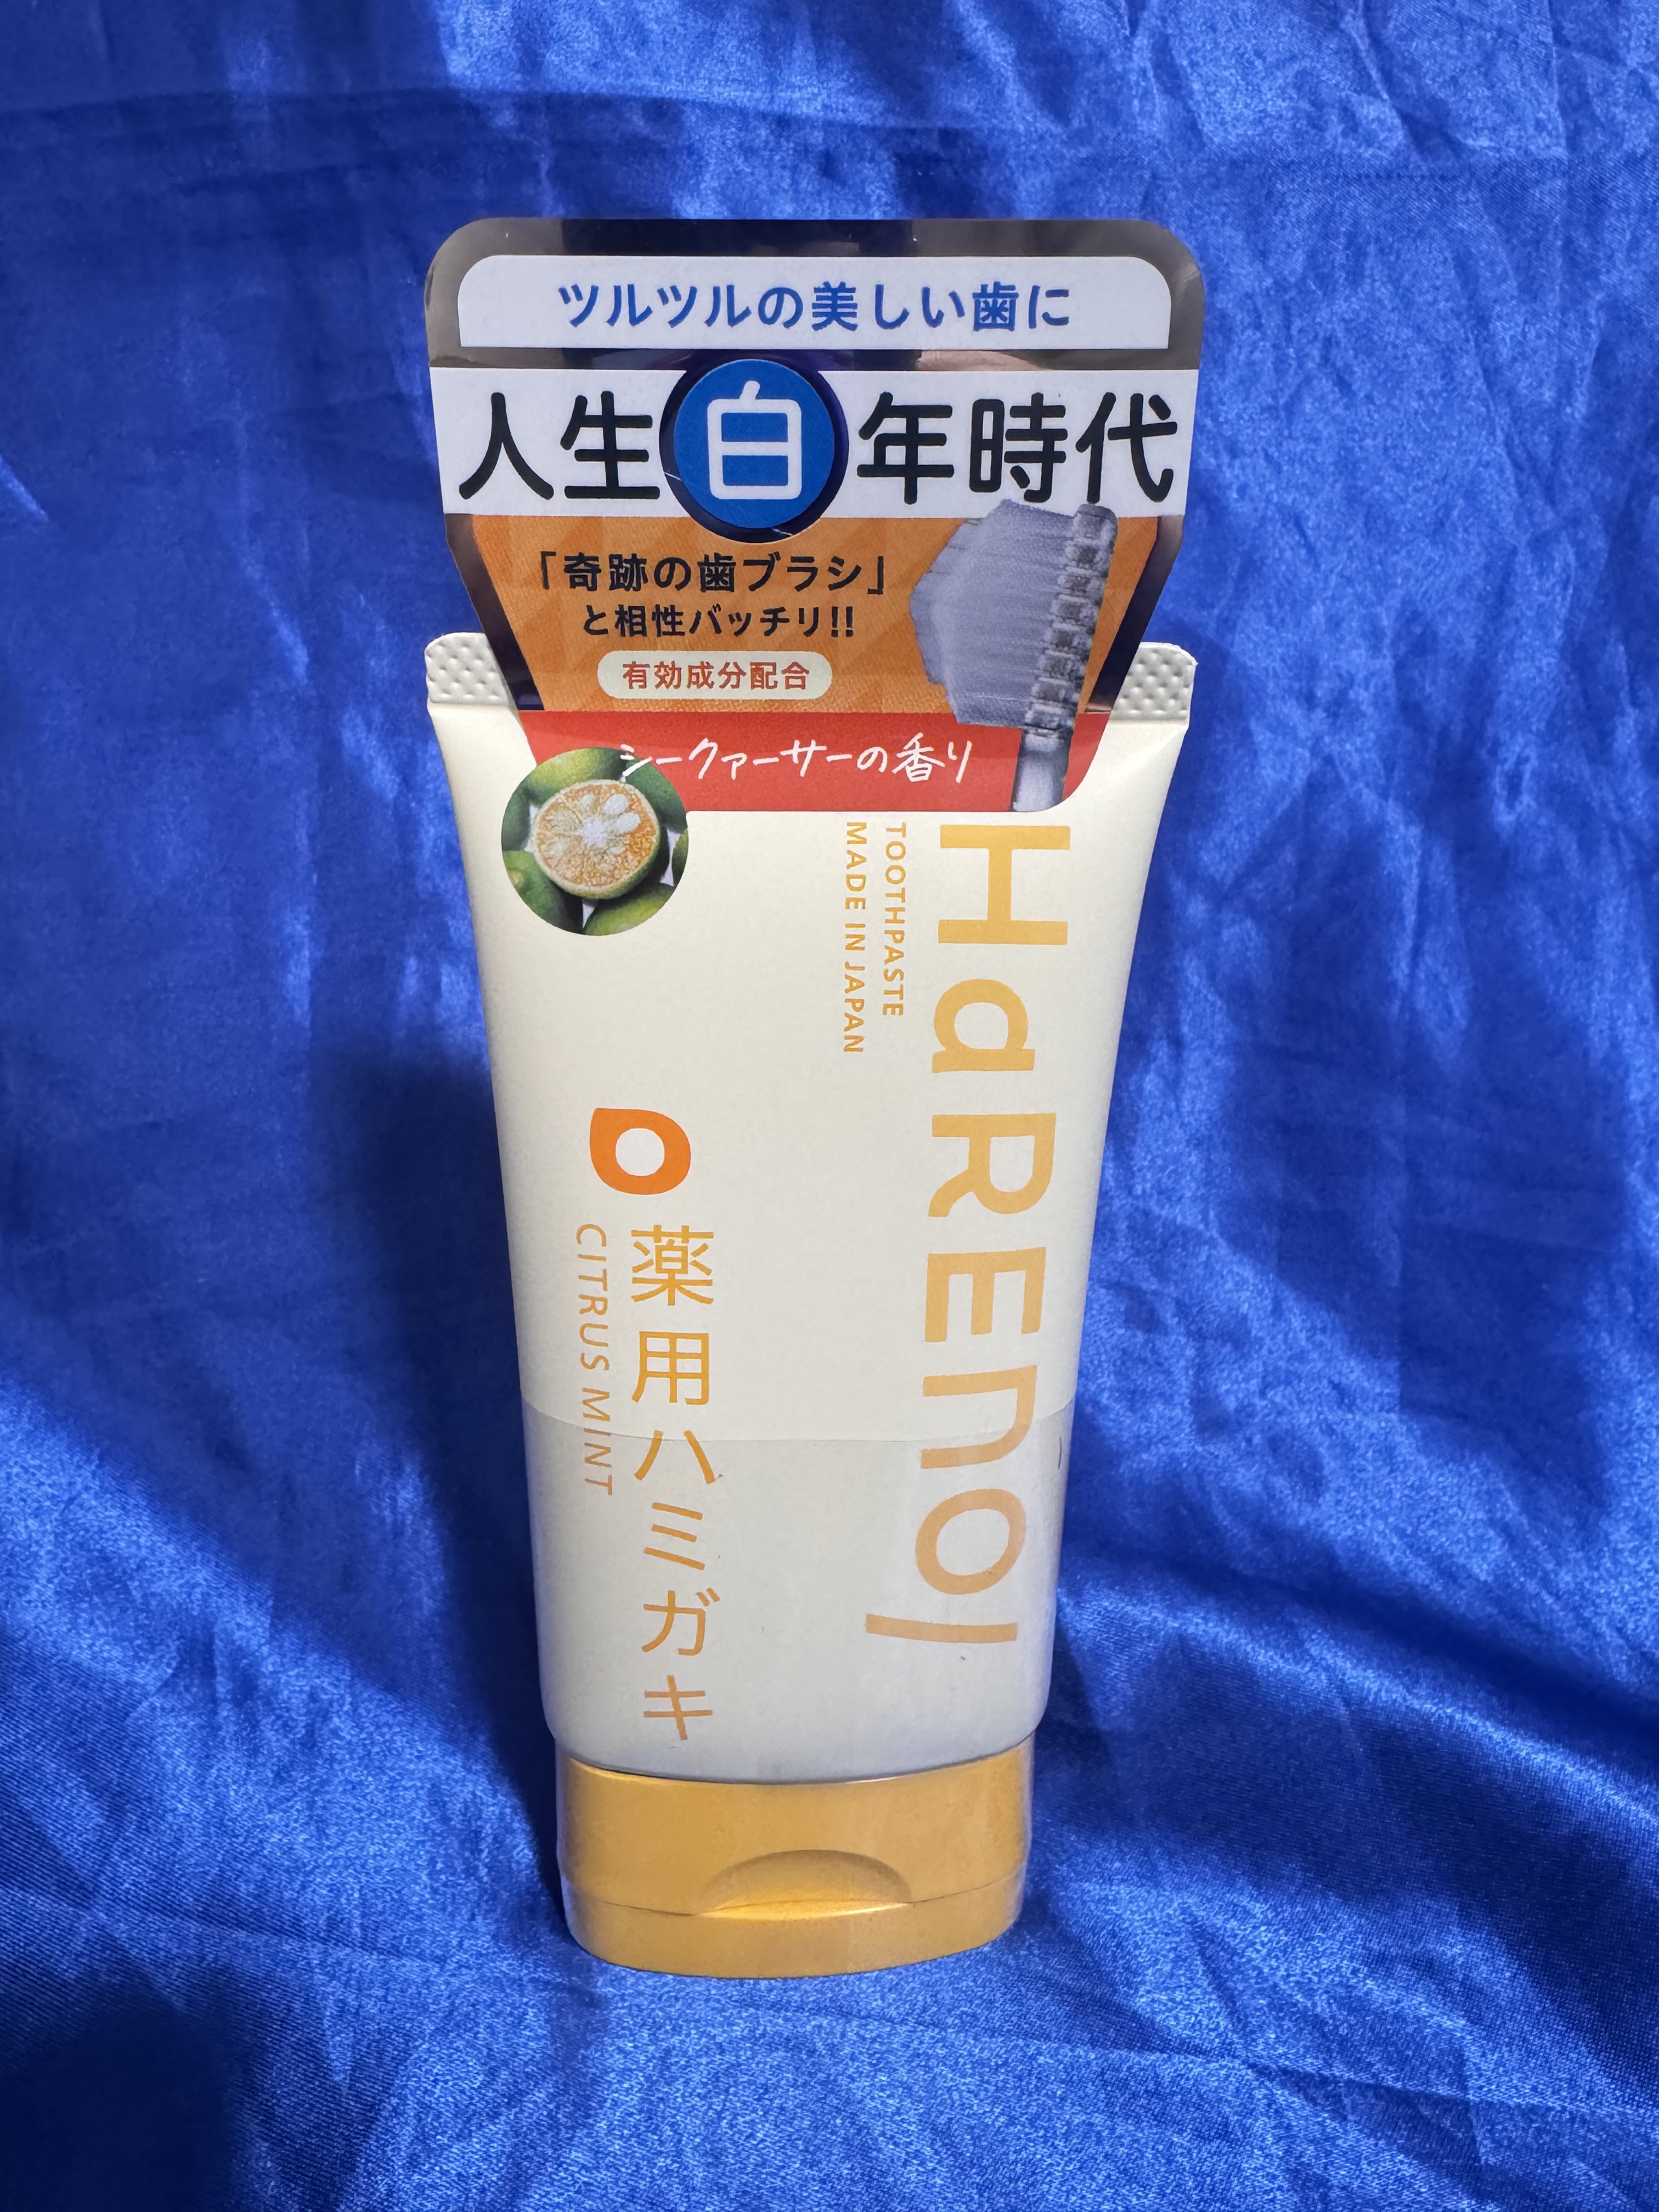 ツルツルの美しい歯に
人生白年時代
「奇跡の歯ブラシ」
と相性バッチリ!!
有効成分配合
シークァーサーの香り
HaREnol
TOOTHPASTE
MADE IN JAPAN
薬用ハミガキ
CITRUS MINT